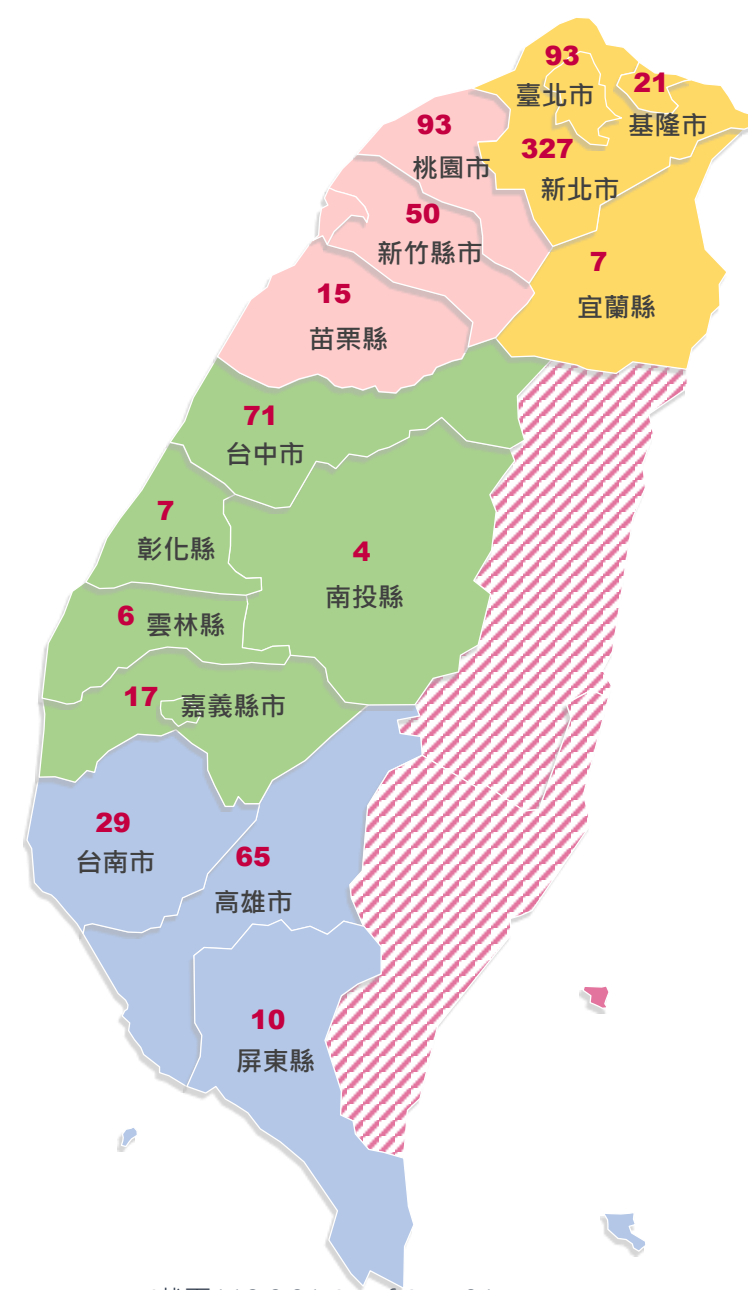 93
臺北市
21
基隆市
93
桃園市
327
新北市
50
新竹縣市
7
宜蘭縣
15
苗栗縣
71
台中市
7
彰化縣
4
南投縣
6 雲林縣
17 嘉義縣市
29
台南市
65
高雄市
10
屏東縣